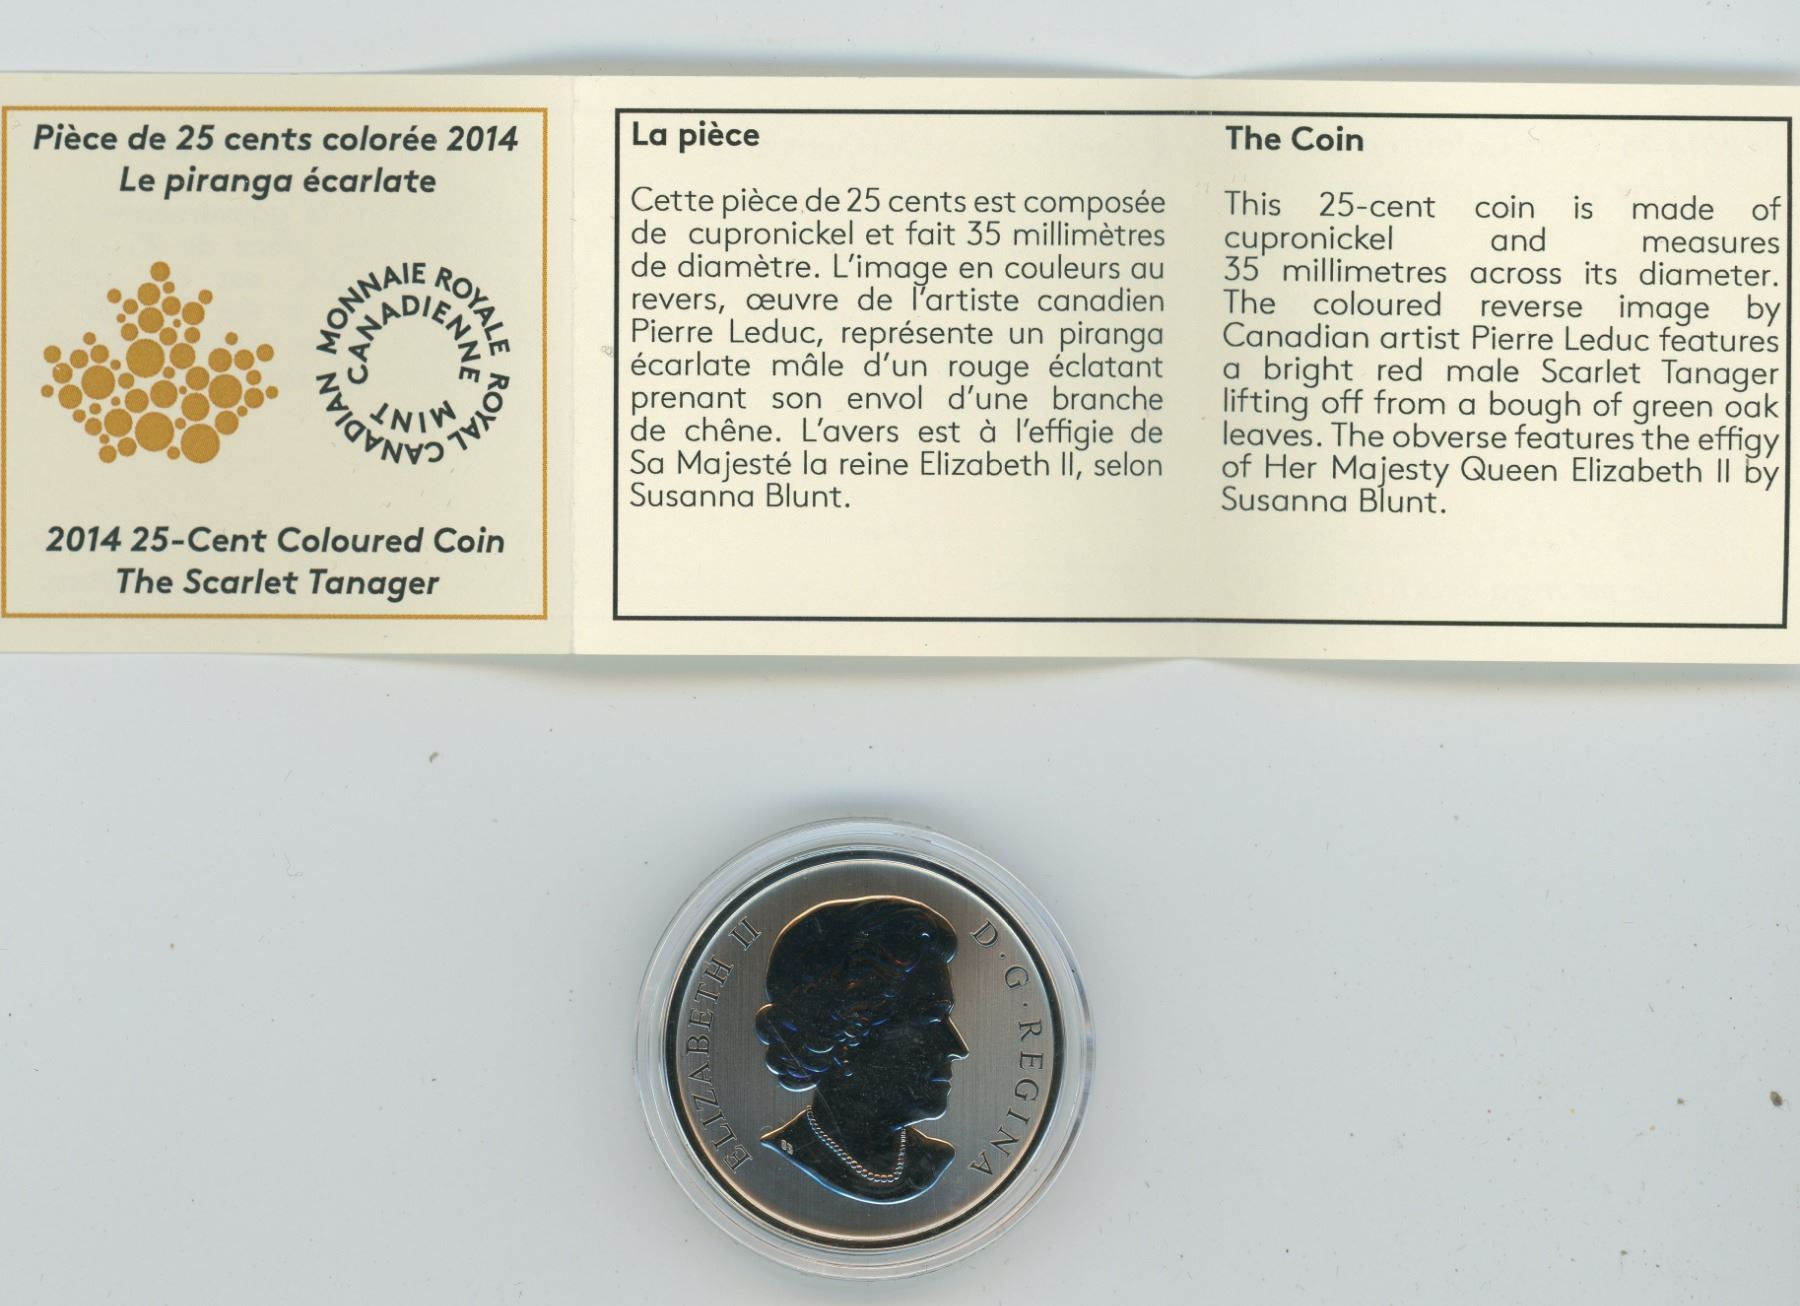 Pièce de 25 cents colorée 2014
Le piranga écarlate
MONNAIE ROYALE CANADIENNE
ROYAL CANADIAN MINT
2014 25-Cent Coloured Coin
The Scarlet Tanager
La pièce
Cette pièce de 25 cents est composée
de cupronickel et fait 35 millimètres
de diamètre. L'image en couleurs au
revers, œuvre de l'artiste canadien
Pierre Leduc, représente un piranga
écarlate mâle d'un rouge éclatant
prenant son envol d'une branche
de chêne. L'avers est à l'effigie de
Sa Majesté la reine Elizabeth II, selon
Susanna Blunt.
The Coin
This 25-cent coin is made of
cupronickel and measures
35 millimetres across its diameter.
The coloured reverse image by
Canadian artist Pierre Leduc features
a bright red male Scarlet Tanager
lifting off from a bough of green oak
leaves. The obverse features the effigy
of Her Majesty Queen Elizabeth II by
Susanna Blunt.
ELIZABETH II
D·G·REGINA